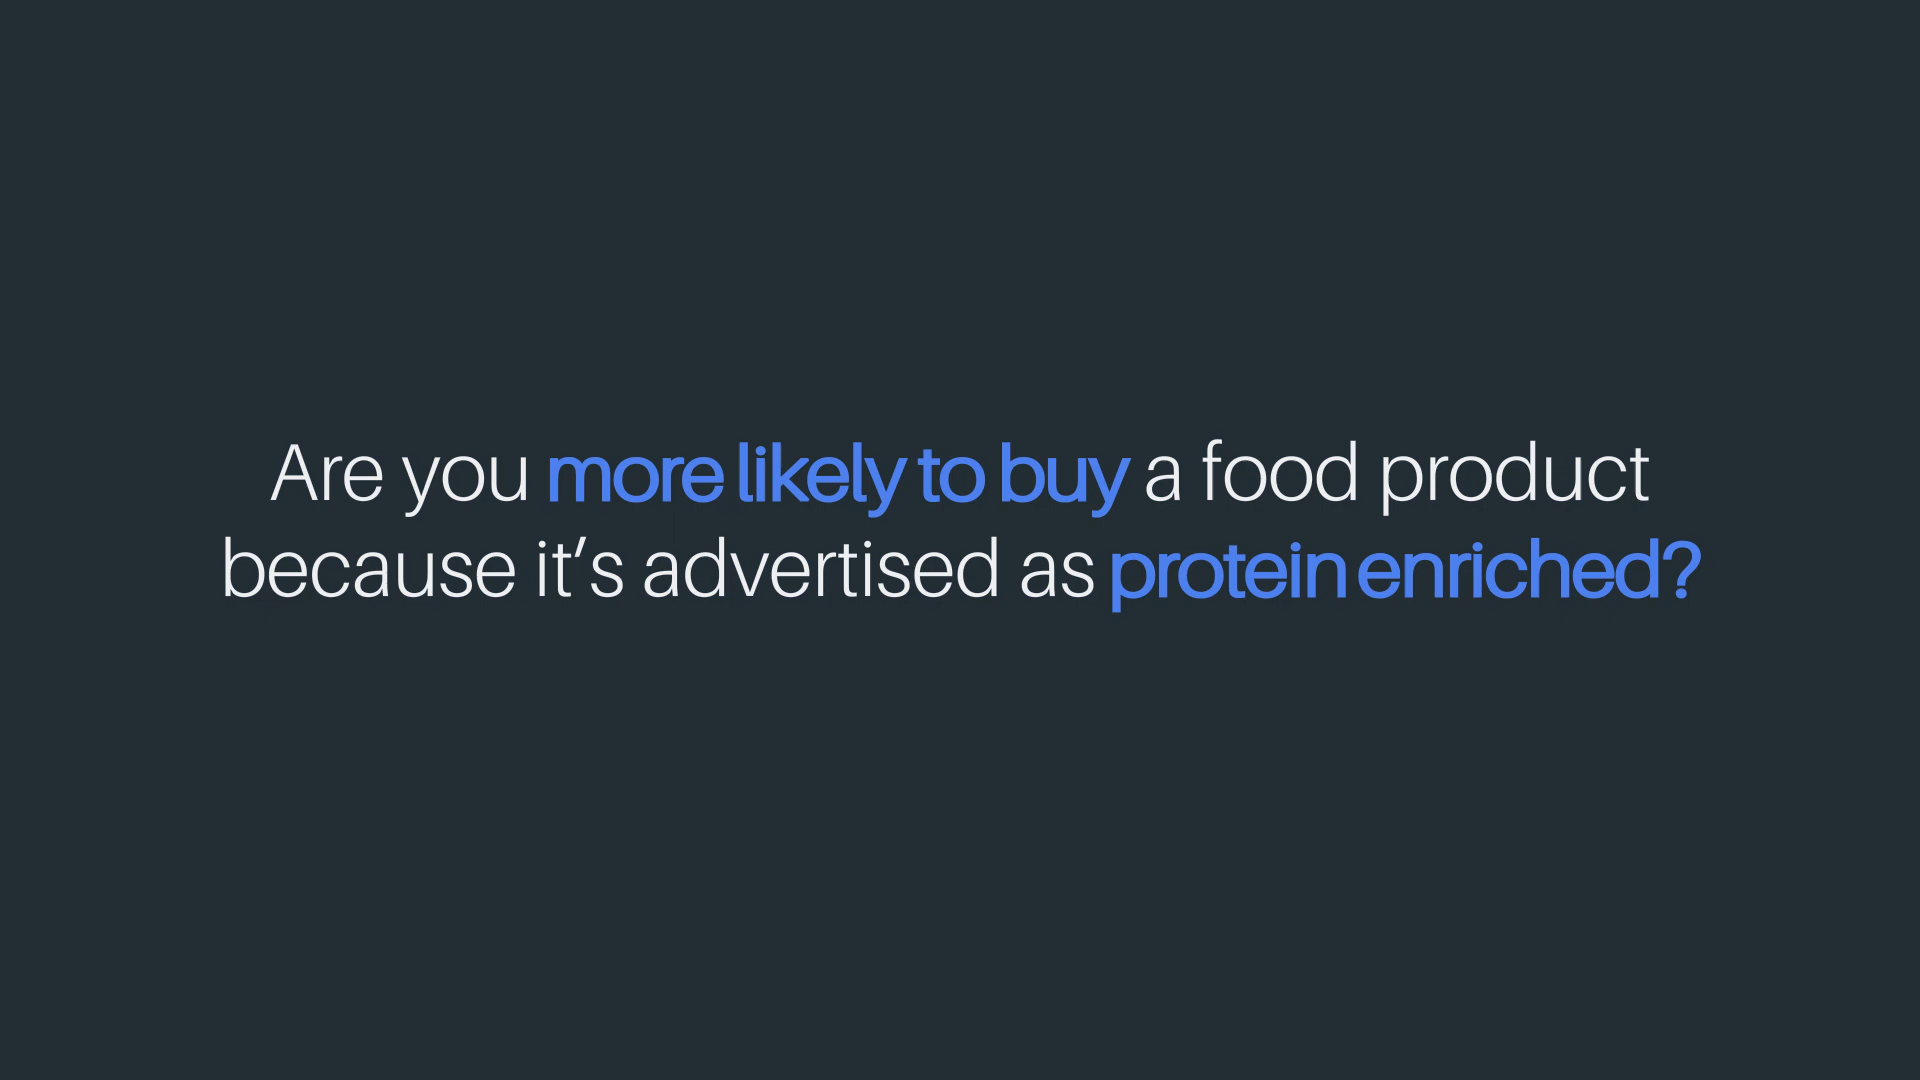 Are you more likely to buy a food product
because it’s advertised as protein enriched?